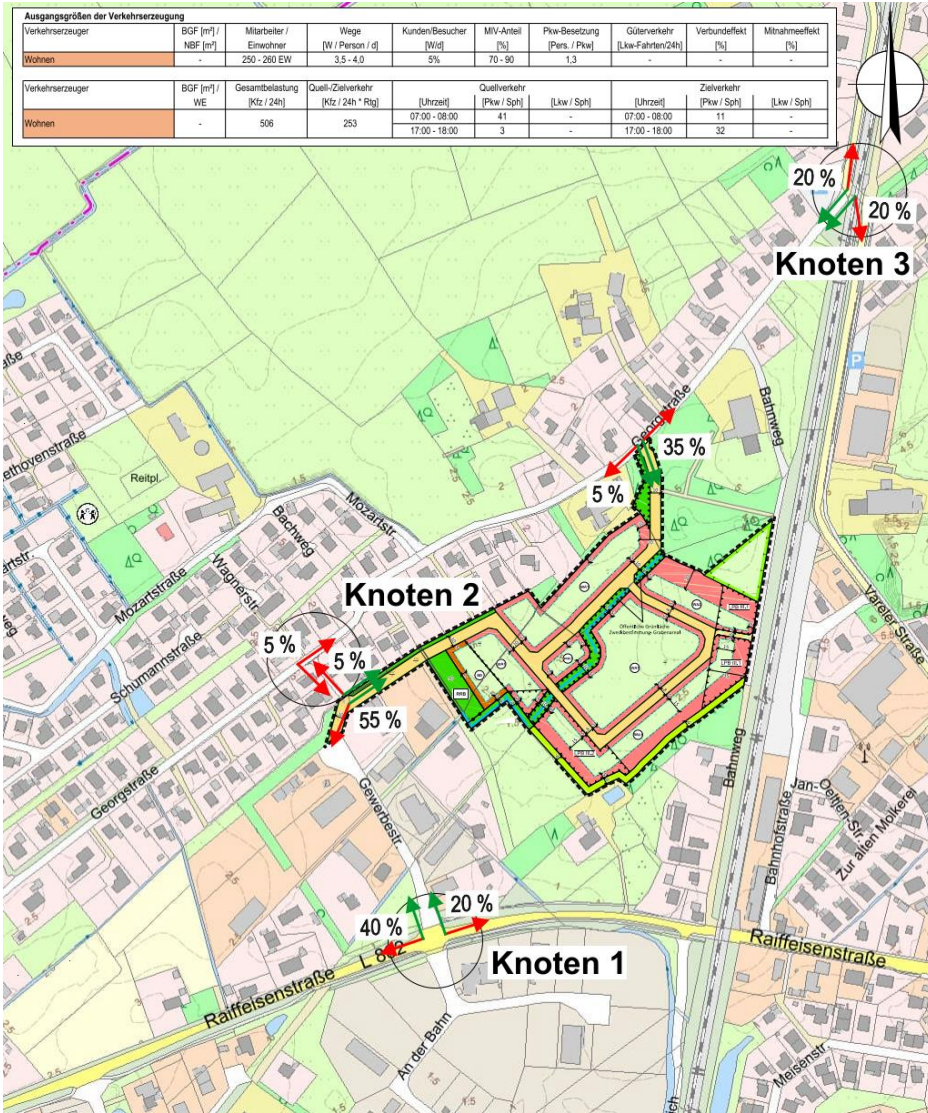 Ausgangsgrößen der Verkehrserzeugung
Verkehrserzeuger BGF [m²] / NBF [m²] Mitarbeiter / Einwohner Wege [W / Person / d] Kunden/Besucher [W/d] MIV-Anteil [%] Pkw-Besetzung [Pers. / Pkw] Güterverkehr [Lkw-Fahrten/24h] Verbundeffekt [%] Mitnahmeeffekt [%]
Wohnen - 250 - 260 EW 3,5 - 4,0 5% 70 - 90 1,3 - - -
Verkehrserzeuger BGF [m²] / WE Gesamtbelastung [Kfz / 24h] Quell-/Zielverkehr [Kfz / 24h * Rtg] Quellverkehr Zielverkehr
[Uhrzeit] [Pkw / Sph] [Lkw / Sph] [Uhrzeit] [Pkw / Sph] [Lkw / Sph]
Wohnen - 506 253
07:00 - 08:00 41 - 07:00 - 08:00 11 -
17:00 - 18:00 3 - 17:00 - 18:00 32 -
20 %
20 %
Knoten 3
P
Georgstraße
Bahnweg
35 %
5 %
Reitpl.
Mozartstr.
Bachweg
Wagnerstr.
Mozartstraße
Schumannstraße
Vareler Straße
Knoten 2
5 %
5 %
55 %
Öffentliche Grünfläche
Zweckbestimmung: Grabenareal
RRB
Georgstraße
Gewerbestr.
Bahnweg
Bahnhofstraße
Jan-Oeltjen-Str
Zur alten Molkerei
40 %
20 %
Knoten 1
Raiffeisenstraße
Raiffeisenstraße
An der Bahn
Meisenstr.